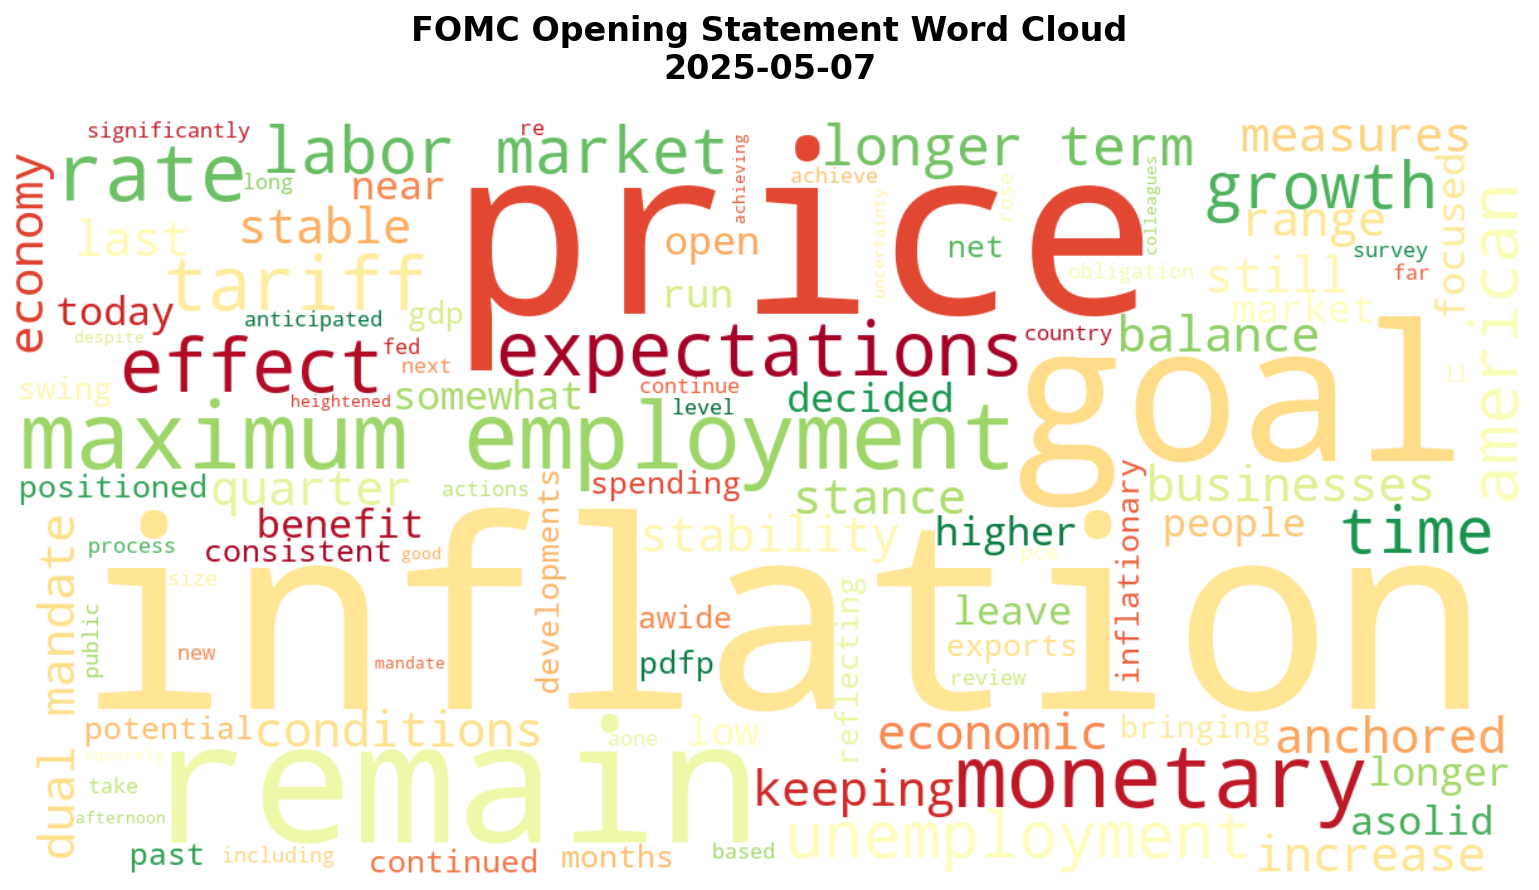 FOMC Opening Statement Word Cloud
2025-05-07
significantly
labor market
re
longer term
measures
rate
long
near
achieving
achieve
price
uncertainty
rose
colleagues
growth
focused
american
economy
last
stable
open
net
range
survey
far
tariff
run
obligation
still
market
today
anticipated
gdp
despite
effect
fed
next
expectations
country
balance
goal
ll
swing
heightened
somewhat
continue
level
decided
maximum employment
positioned
quarter
actions
developments
spending
stance
inflationary
businesses
dual mandate
benefit
process
consistent
good
stability
higher
pce
people
time
inflation
size
public
new
mandate
awide
pdfp
reflecting
leave
exports
review
potential
conditions
aone
low
economic
bringing
anchored
squarely
remain
take
afternoon
keeping
monetary
longer
asolid
unemployment
past
including
continued
months
based
increase